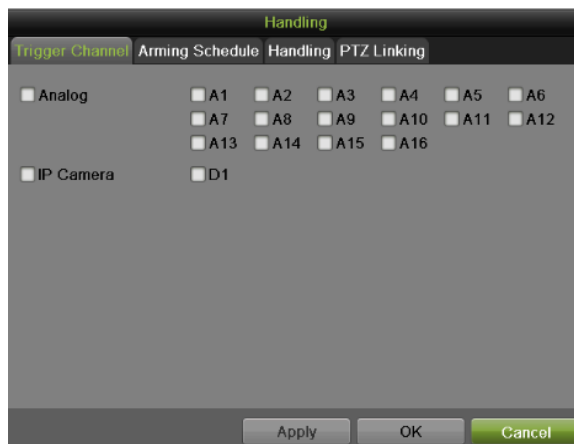 Handling
Trigger Channel Arming Schedule Handling PTZ Linking
Analog A1 A2 A3 A4 A5 A6
A7 A8 A9 A10 A11 A12
A13 A14 A15 A16
IP Camera D1
Apply OK Cancel